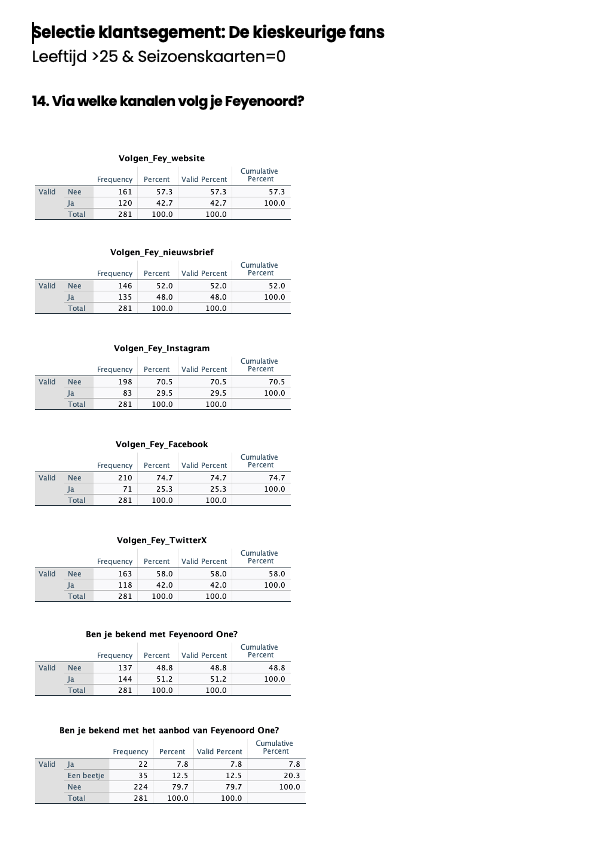 Selectie klantsegement: De kieskeurige fans
Leeftijd >25 & Seizoenskaarten=0
14. Via welke kanalen volg je Feyenoord?
Volgen_Fey_website
Frequency Percent Valid Percent Cumulative Percent
Valid Nee 161 57.3 57.3 57.3
Ja 120 42.7 42.7 100.0
Total 281 100.0 100.0
Volgen_Fey_nieuwsbrief
Frequency Percent Valid Percent Cumulative Percent
Valid Nee 146 52.0 52.0 52.0
Ja 135 48.0 48.0 100.0
Total 281 100.0 100.0
Volgen_Fey_Instagram
Frequency Percent Valid Percent Cumulative Percent
Valid Nee 198 70.5 70.5 70.5
Ja 83 29.5 29.5 100.0
Total 281 100.0 100.0
Volgen_Fey_Facebook
Frequency Percent Valid Percent Cumulative Percent
Valid Nee 210 74.7 74.7 74.7
Ja 71 25.3 25.3 100.0
Total 281 100.0 100.0
Volgen_Fey_TwitterX
Frequency Percent Valid Percent Cumulative Percent
Valid Nee 163 58.0 58.0 58.0
Ja 118 42.0 42.0 100.0
Total 281 100.0 100.0
Ben je bekend met Feyenoord One?
Frequency Percent Valid Percent Cumulative Percent
Valid Nee 137 48.8 48.8 48.8
Ja 144 51.2 51.2 100.0
Total 281 100.0 100.0
Ben je bekend met het aanbod van Feyenoord One?
Frequency Percent Valid Percent Cumulative Percent
Valid Ja 22 7.8 7.8 7.8
Een beetje 35 12.5 12.5 20.3
Nee 224 79.7 79.7 100.0
Total 281 100.0 100.0